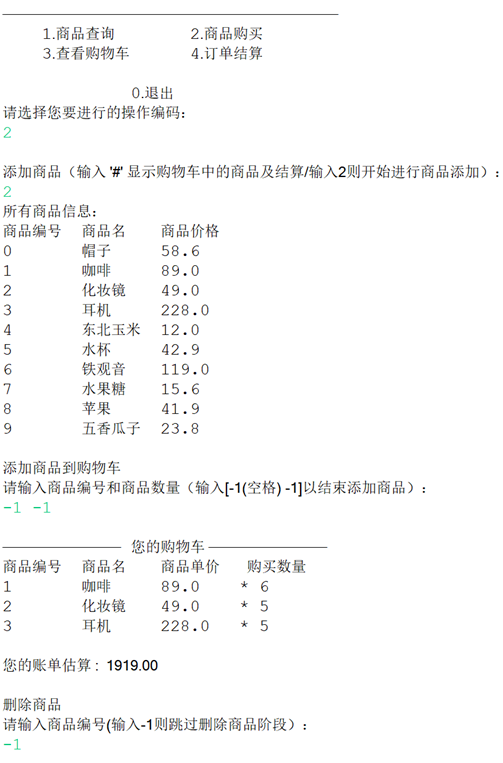 1.商品查询 2.商品购买
3.查看购物车 4.订单结算
0.退出
请选择您要进行的操作编码：
2
添加商品（输入 '#' 显示购物车中的商品及结算/输入2则开始进行商品添加）：
2
所有商品信息：
商品编号 商品名 商品价格
0 帽子 58.6
1 咖啡 89.0
2 化妆镜 49.0
3 耳机 228.0
4 东北玉米 12.0
5 水杯 42.9
6 铁观音 119.0
7 水果糖 15.6
8 苹果 41.9
9 五香瓜子 23.8
添加商品到购物车
请输入商品编号和商品数量（输入[-1(空格) -1]以结束添加商品）：
-1 -1
您的购物车
商品编号 商品名 商品单价 购买数量
1 咖啡 89.0 * 6
2 化妆镜 49.0 * 5
3 耳机 228.0 * 5
您的账单估算： 1919.00
删除商品
请输入商品编号(输入-1则跳过删除商品阶段）：
-1